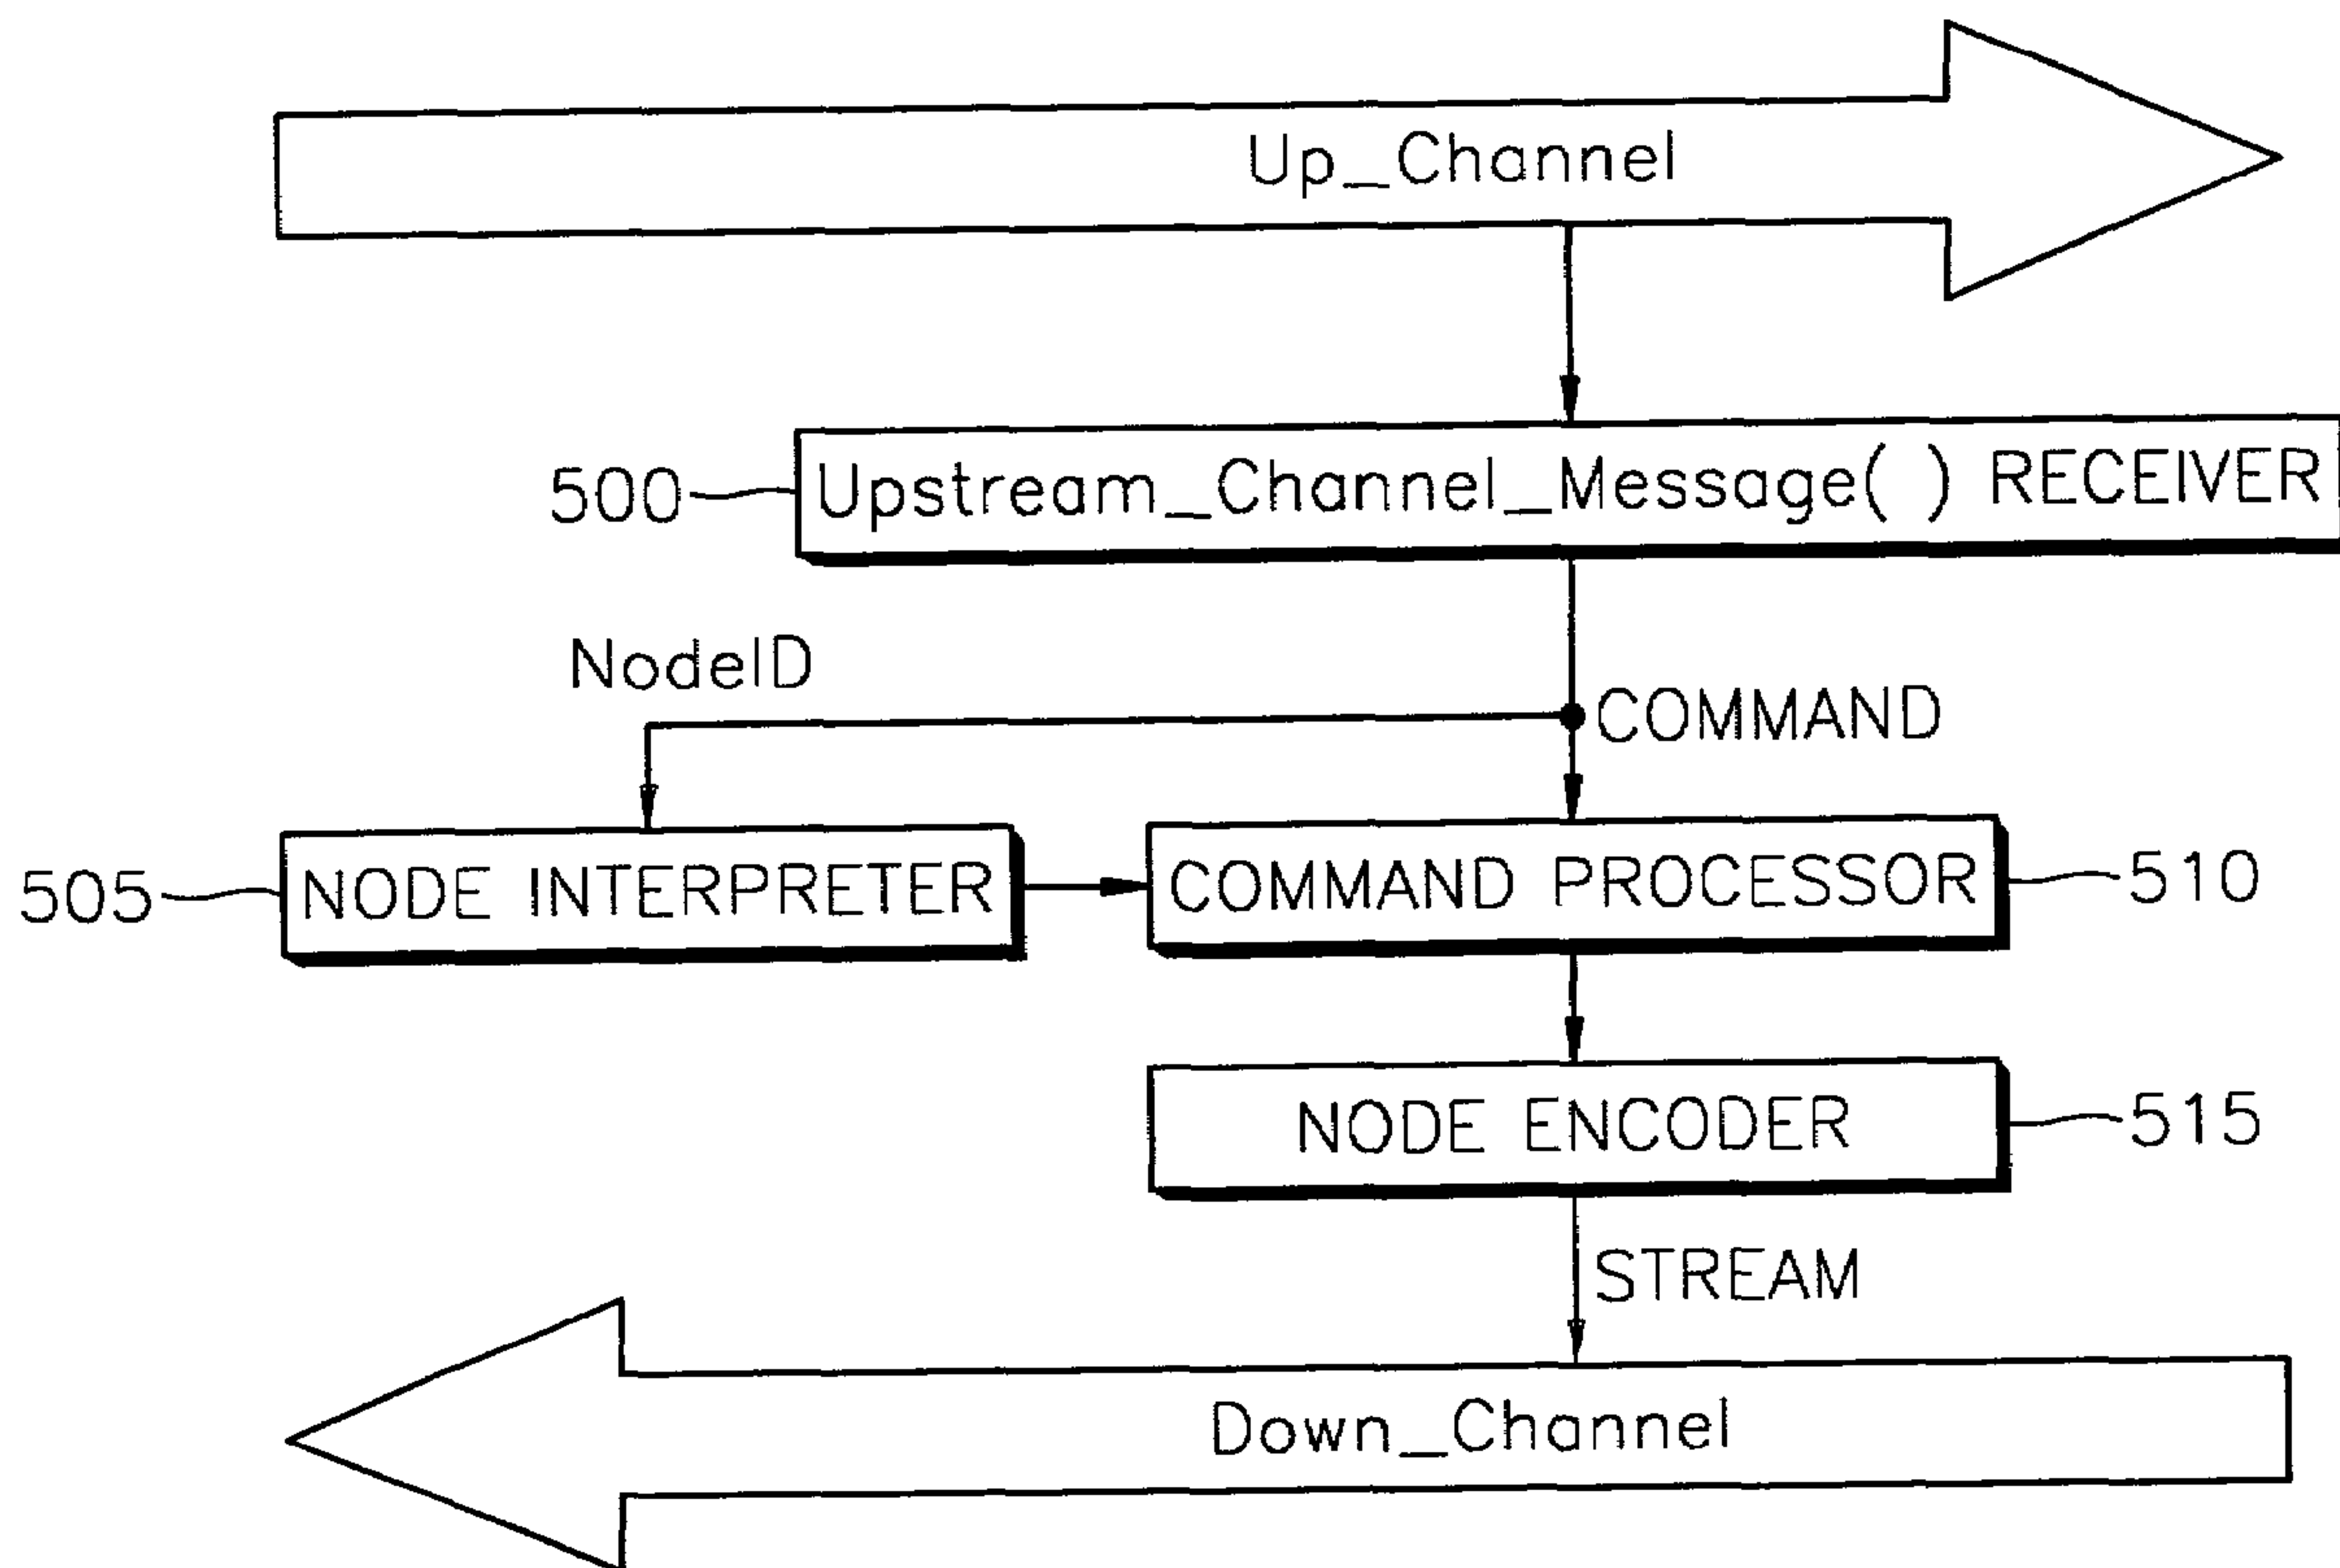 Up_Channel
500 Upstream_Channel_Message( ) RECEIVER
NodeID
COMMAND
505 NODE INTERPRETER COMMAND PROCESSOR 510
NODE ENCODER 515
STREAM
Down_Channel